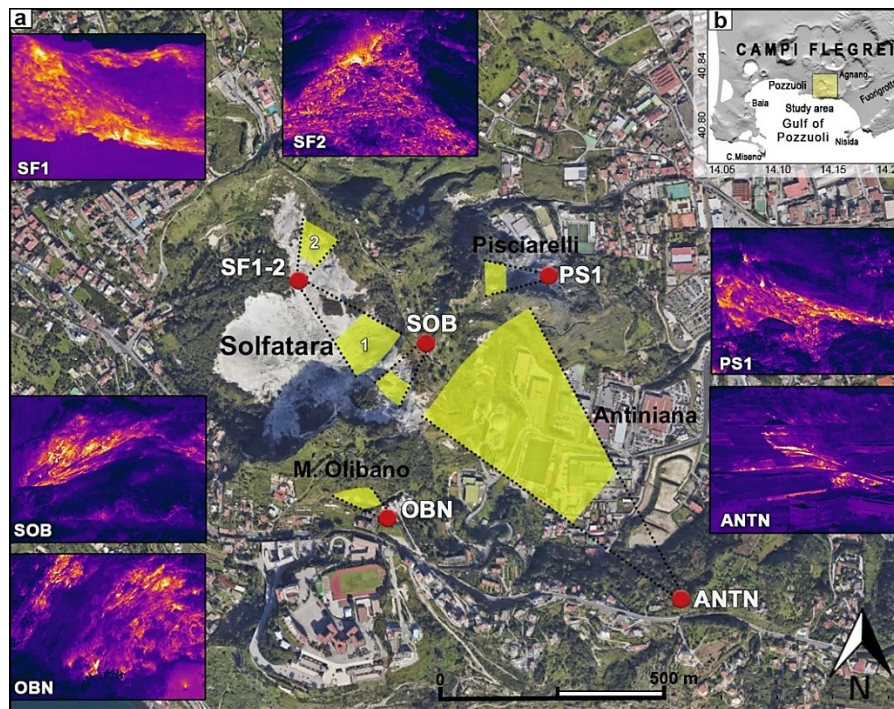 a
b
CAMPI FLEGREI
Agnano
Pozzuoli
Fuorigrotta
Baia
Study area
Gulf of
Pozzuoli
Nisida
C.Miseno
40.84
40.80
14.05
14.10
14.15
14.2
SF1
SF2
2
Pisciarelli
SF1-2
PS1
SOB
Solfatara
1
PS1
Antiniana
M. Olibano
SOB
OBN
ANTN
ANTN
OBN
0
500 m
N